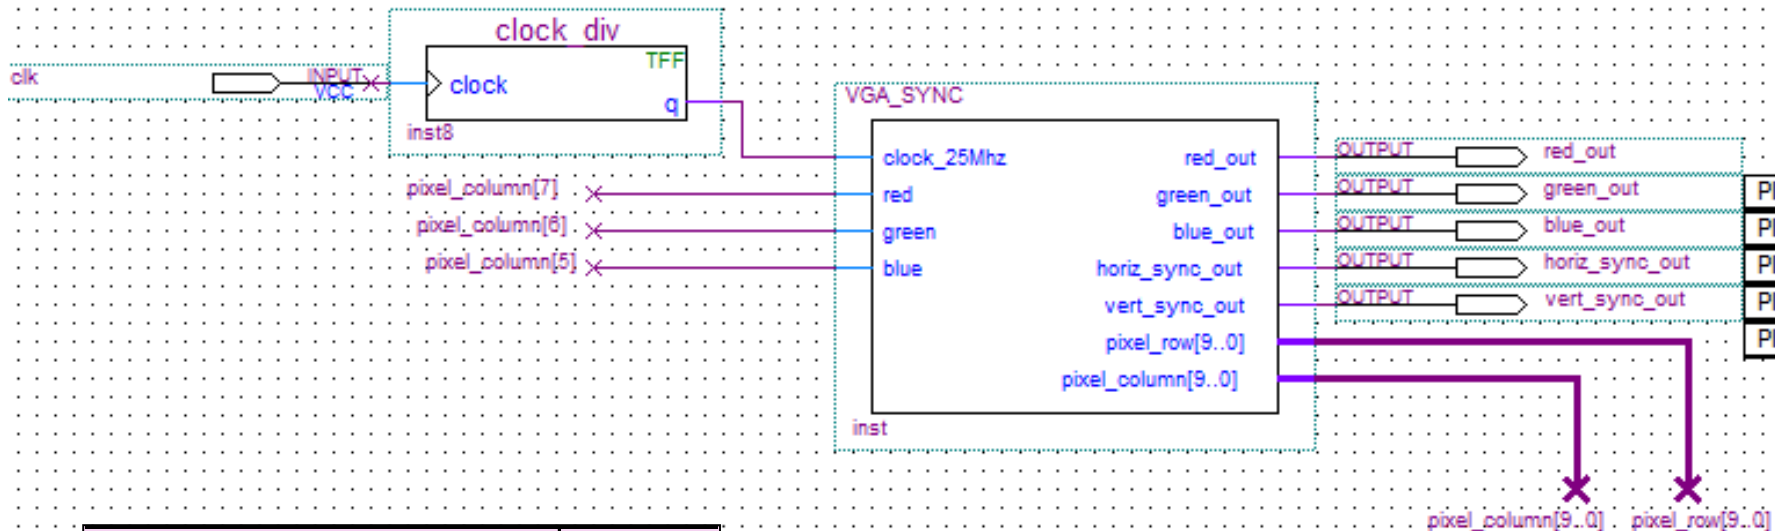 clock_div
TFF
clk
INPUT
VCC
clock
q
inst8
VGA_SYNC
clock_25Mhz
red
green
blue
red_out
green_out
blue_out
horiz_sync_out
vert_sync_out
pixel_row[9..0]
pixel_column[9..0]
inst
pixel_column[7]
pixel_column[6]
pixel_column[5]
OUTPUT red_out
OUTPUT green_out
OUTPUT blue_out
OUTPUT horiz_sync_out
OUTPUT vert_sync_out
pixel_column[9..0] pixel_row[9..0]